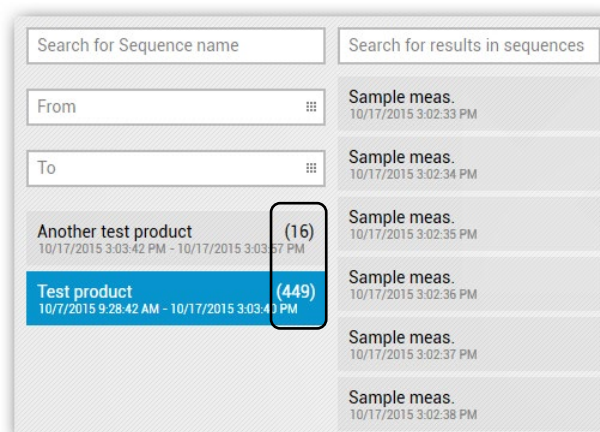 Search for Sequence name
From
To
Another test product (16)
10/17/2015 3:03:42 PM - 10/17/2015 3:03:57 PM
Test product (449)
10/7/2015 9:28:42 AM - 10/17/2015 3:03:40 PM
Search for results in sequences
Sample meas.
10/17/2015 3:02:33 PM
Sample meas.
10/17/2015 3:02:34 PM
Sample meas.
10/17/2015 3:02:35 PM
Sample meas.
10/17/2015 3:02:36 PM
Sample meas.
10/17/2015 3:02:37 PM
Sample meas.
10/17/2015 3:02:38 PM